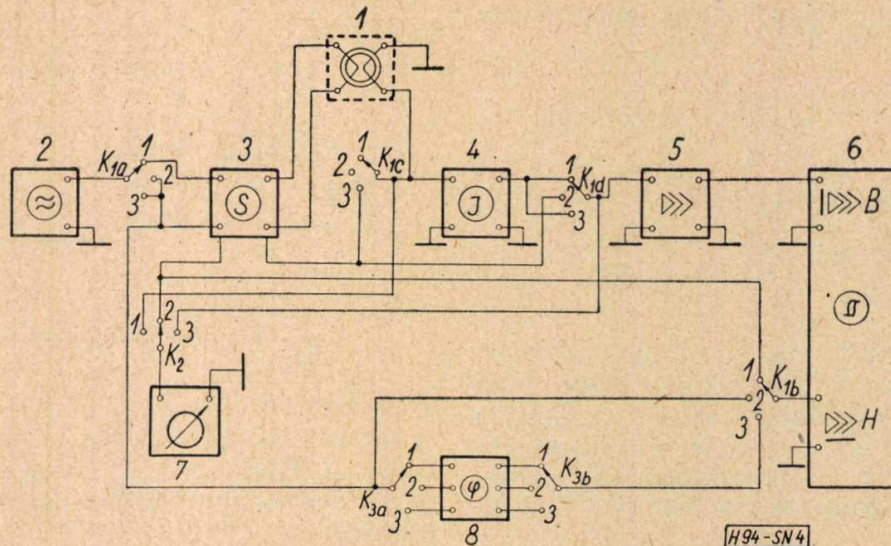 1
2 K1a 1 3 1 K1c 4 1 K1d 5 6
≈ 2 3 S 2 3 J 2 3 ▷▷▷ |▷▷▷ B
1 2 3 K2
1 K1b 2 3 ▷▷▷ H
7
K3a 1 2 3 φ 1 2 3 K3b
8
H94-SN4